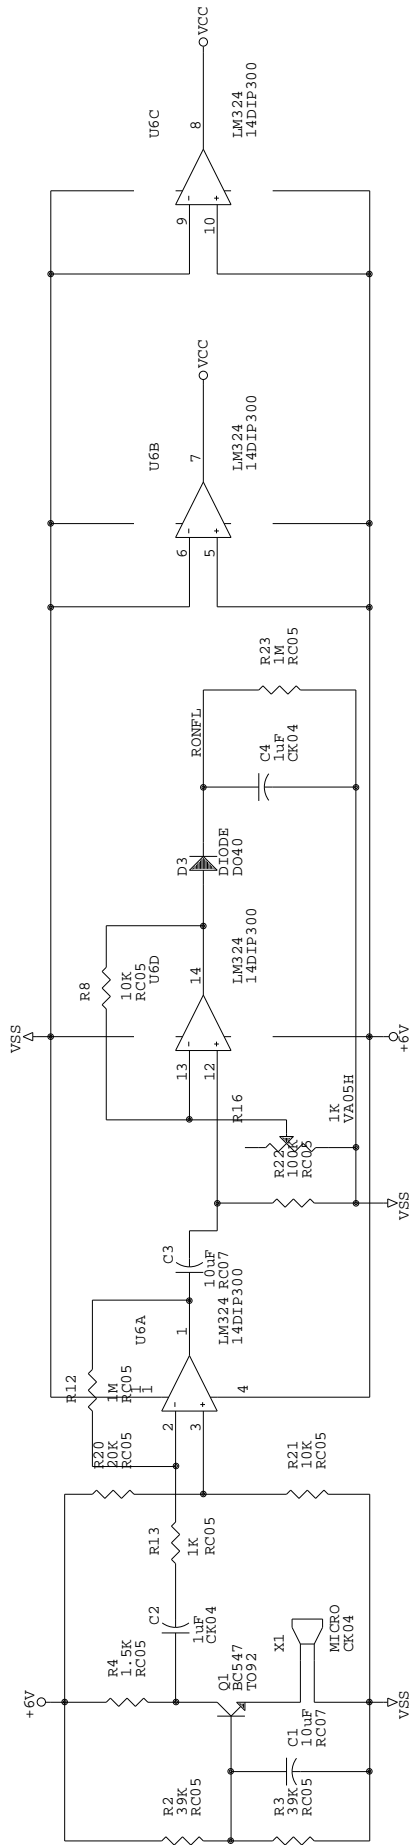 +6V
R2
39K
RC05
R3
39K
RC05
C1
10uF
RC07
R4
1.5K
RC05
Q1
BC547
TO92
X1
MICRO
CK04
VSS
C2
1uF
CK04
R13
1K
RC05
R20
20K
RC05
R21
10K
RC05
R12
1M
RC05
11
2
3
1
4
U6A
LM324
14DIP300
C3
10uF
RC07
R22
100K
RC05
VSS
R16
1K
VA05H
VSS
R8
10K
RC05
U6D
13
12
14
LM324
14DIP300
+6V
D3
DIODE
DO40
RONFL
C4
1uF
CK04
R23
1M
RC05
U6B
6
5
7
VCC
LM324
14DIP300
U6C
9
10
8
VCC
LM324
14DIP300